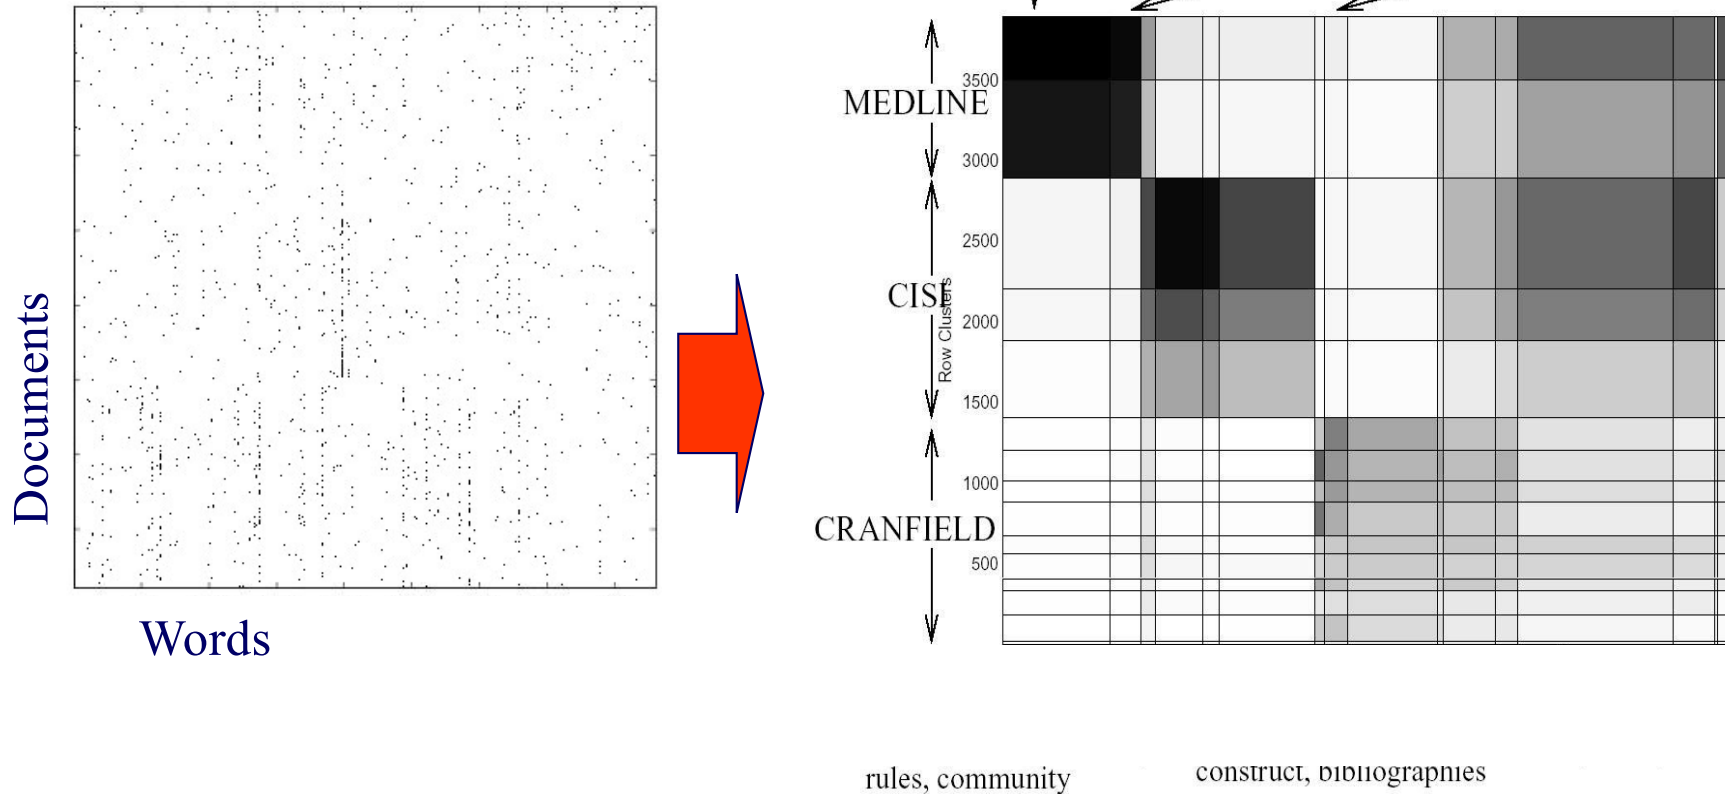 Documents
Words
MEDLINE
CISI
CRANFIELD
Row Clusters
3500
3000
2500
2000
1500
1000
500
rules, community
construct, bibliographies